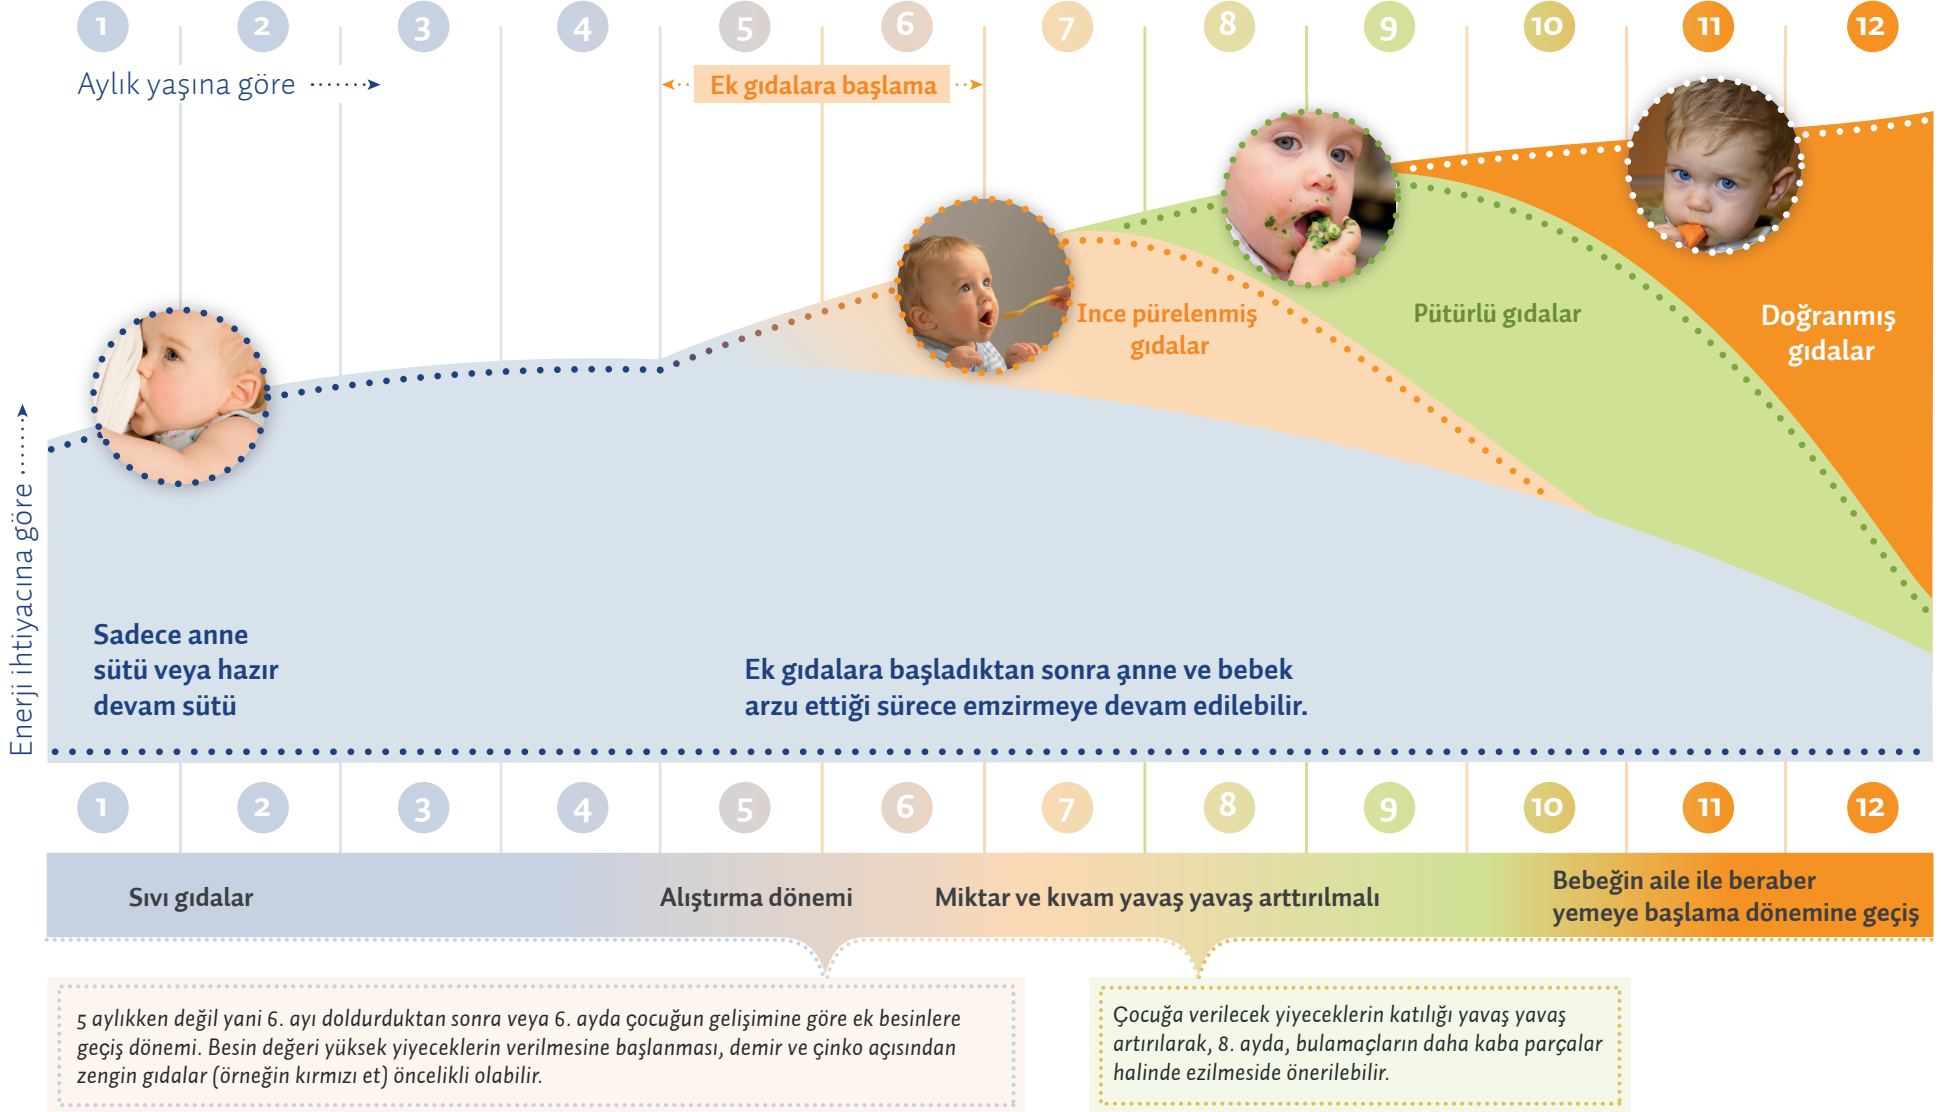 1 2 3 4 5 6 7 8 9 10 11 12
Aylık yaşına göre
Ek gıdalara başlama
Ince pürelenmiş
gıdalar
Pütürlü gıdalar
Doğranmış
gıdalar
Enerji ihtiyacına göre
Sadece anne
sütü veya hazır
devam sütü
Ek gıdalara başladıktan sonra anne ve bebek
arzu ettiği sürece emzirmeye devam edilebilir.
1 2 3 4 5 6 7 8 9 10 11 12
Sıvı gıdalar
Alıştırma dönemi
Miktar ve kıvam yavaş yavaş arttırılmalı
Bebeğin aile ile beraber
yemeye başlama dönemine geçiş
5 aylıkken değil yani 6. ayı doldurduktan sonra veya 6. ayda çocuğun gelişimine göre ek besinlere
geçiş dönemi. Besin değeri yüksek yiyeceklerin verilmesine başlanması, demir ve çinko açısından
zengin gıdalar (örneğin kırmızı et) öncelikli olabilir.
Çocuğa verilecek yiyeceklerin katılığı yavaş yavaş
artırılarak, 8. ayda, bulamaçların daha kaba parçalar
halinde ezilmeside önerilebilir.